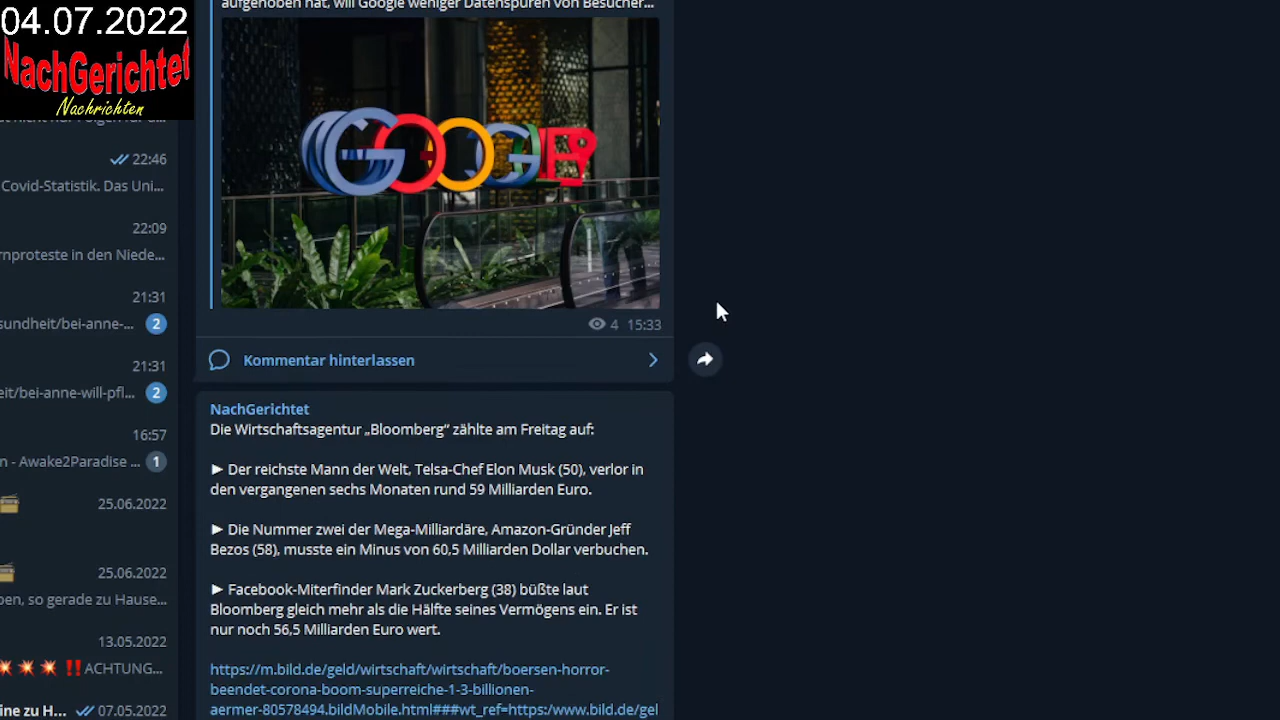 04.07.2022
NachGerichtet
Nachrichten
22:46
Covid-Statistik. Das Uni...
22:09
rnproteste in den Niede...
21:31
sundheit/bei-anne-... 2
21:31
eit/bei-anne-will-pfl... 2
16:57
n - Awake2Paradise ... 1
25.06.2022
25.06.2022
ben, so gerade zu Hause...
13.05.2022
ACHTUNG...
ine zu H... 07.05.2022
aufgehoben hat, will Google weniger Datenspuren von Besucher...
GOOGLE
4 15:33
Kommentar hinterlassen
NachGerichtet
Die Wirtschaftsagentur „Bloomberg“ zählte am Freitag auf:
► Der reichste Mann der Welt, Telsa-Chef Elon Musk (50), verlor in
den vergangenen sechs Monaten rund 59 Milliarden Euro.
► Die Nummer zwei der Mega-Milliardäre, Amazon-Gründer Jeff
Bezos (58), musste ein Minus von 60,5 Milliarden Dollar verbuchen.
► Facebook-Miterfinder Mark Zuckerberg (38) büßte laut
Bloomberg gleich mehr als die Hälfte seines Vermögens ein. Er ist
nur noch 56,5 Milliarden Euro wert.
https://m.bild.de/geld/wirtschaft/wirtschaft/boersen-horror-
beendet-corona-boom-superreiche-1-3-billionen-
aermer-80578494.bildMobile.html###wt_ref=https:/www.bild.de/gel